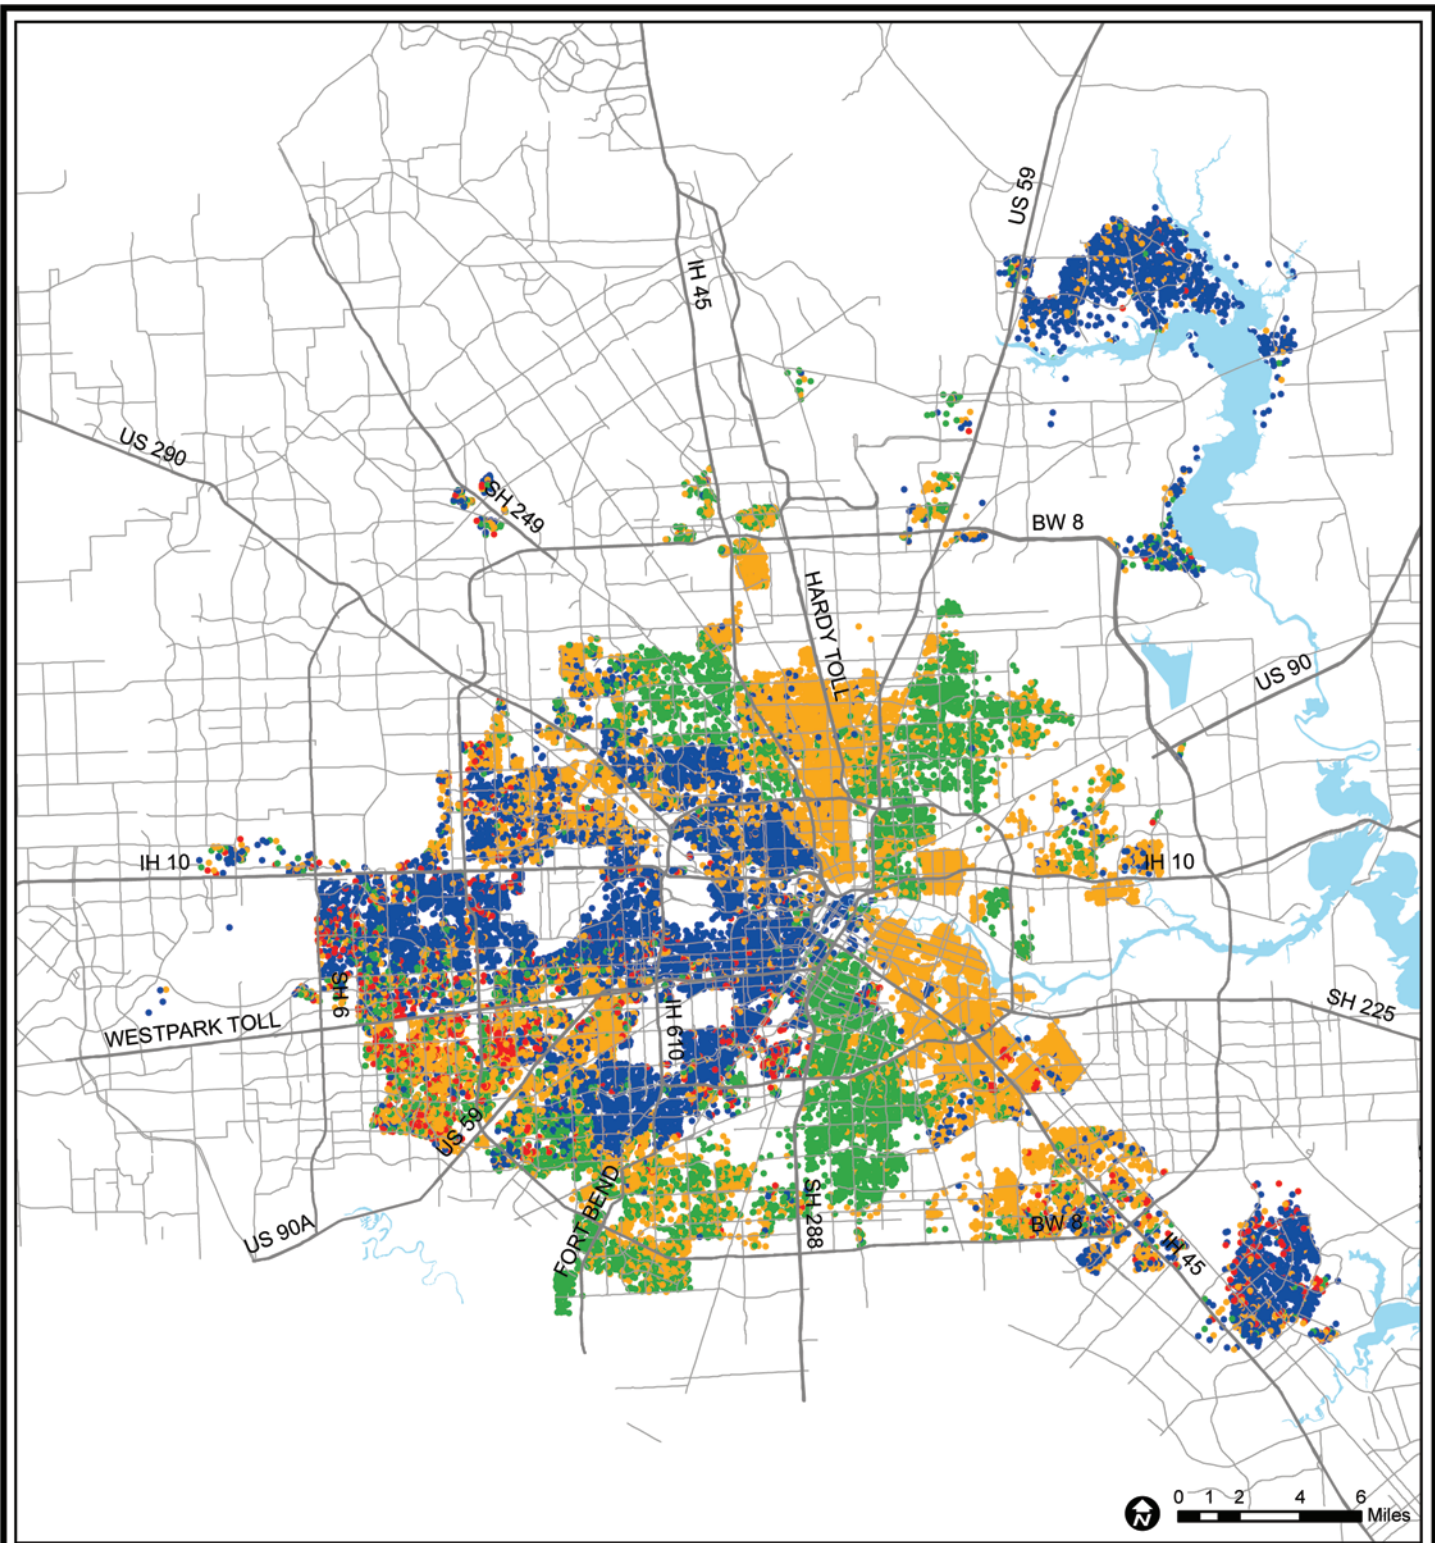 US 59
IH 45
US 290
SH 249
BW 8
HARDY TOLL
US 90
IH 10
IH 10
SH 6
WESTPARK TOLL
IH 610
SH 225
US 59
US 90A
FORT BEND
SH 288
BW 8
IH 45
N
0 1 2 4 6
Miles